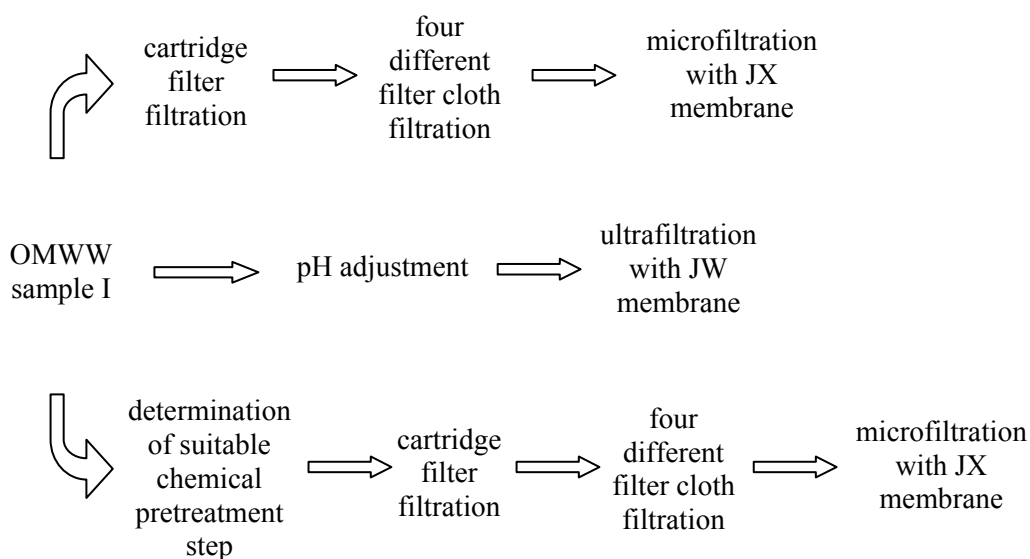 cartridge
filter
filtration
four
different
filter cloth
filtration
microfiltration
with JX
membrane
OMWW
sample I
pH adjustment
ultrafiltration
with JW
membrane
determination
of suitable
chemical
pretreatment
step
cartridge
filter
filtration
four
different
filter cloth
filtration
microfiltration
with JX
membrane